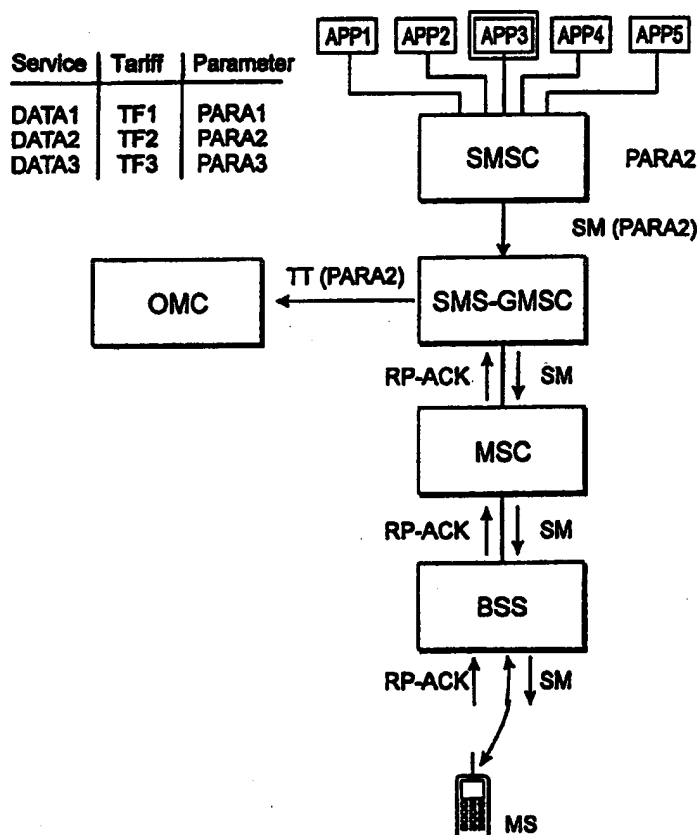 APP1 APP2 APP3 APP4 APP5
Service Tariff Parameter
DATA1 TF1 PARA1
DATA2 TF2 PARA2
DATA3 TF3 PARA3
SMSC
PARA2
SM (PARA2)
TT (PARA2)
OMC
SMS-GMSC
RP-ACK SM
MSC
RP-ACK SM
BSS
RP-ACK SM
MS